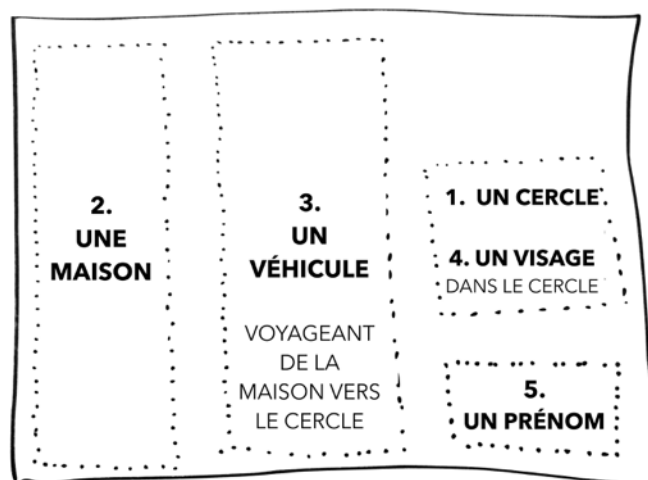 2.
UNE
MAISON
3.
UN
VÉHICULE
VOYAGEANT
DE LA
MAISON VERS
LE CERCLE
1. UN CERCLE
4. UN VISAGE
DANS LE CERCLE
5.
UN PRÉNOM